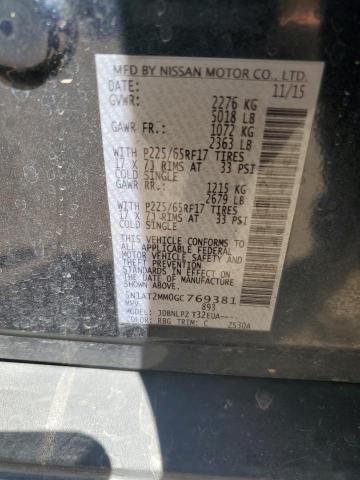 MFD BY NISSAN MOTOR CO., LTD.
DATE: 11/15
GVWR: 2276 KG
5018 LB
GAWR FR.: 1072 KG
2363 LB
WITH P225/65RF17 TIRES
17 X 7J RIMS AT 33 PSI
COLD SINGLE
GAWR RR.: 1215 KG
2679 LB
WITH P225/65RF17 TIRES
17 X 7J RIMS AT 33 PSI
COLD SINGLE
THIS VEHICLE CONFORMS TO
ALL APPLICABLE FEDERAL
MOTOR VEHICLE SAFETY
STANDARDS IN EFFECT ON
THE DATE OF MANUFACTURE
SHOWN ABOVE.
5N1AT2MM0GC769381
MPV 893
MODEL: JDBNLP2 T32EUA----
COLOR: RBG TRIM: C Z530A